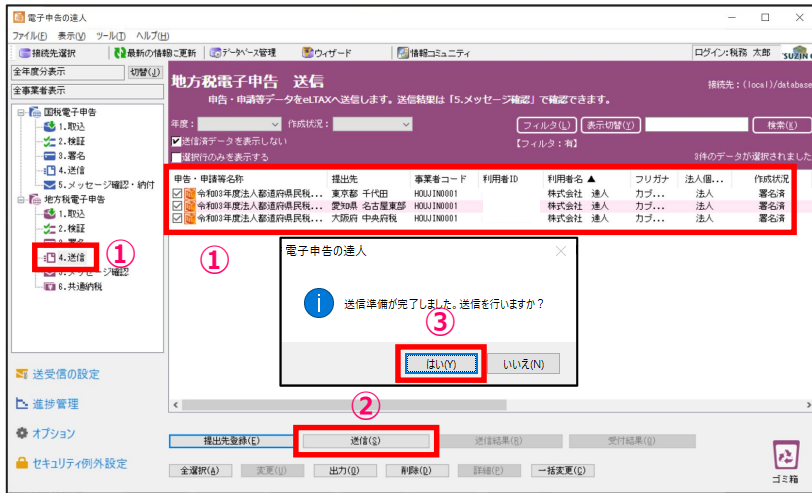 電子申告の達人
ファイル(F) 表示(V) ツール(T) ヘルプ(H)
接続先選択 最新の情報に更新 データベース管理 ウィザード 情報コミュニティ ログイン:税務 太郎
全年度分表示 切替(J)
全事業者表示
国税電子申告
1.取込
2.検証
3.署名
4.送信
5.メッセージ確認・納付
地方税電子申告
1.取込
2.検証
4.送信
6.共通納税
①
送受信の設定
進捗管理
オプション
セキュリティ例外設定
地方税電子申告 送信
接続先:(local)/database
申告・申請等データをeLTAXへ送信します。送信結果は「5.メッセージ確認」で確認できます。
年度: 作成状況: フィルタ(L) 表示切替(Y) 検索(K)
送信済データを表示しない 【フィルタ:有】
選択行のみを表示する 3件のデータが選択されました
申告・申請等名称 提出先 事業者コード 利用者ID 利用者名 ▲ フリガナ 法人個... 作成状況
令和03年度法人都道府県民税... 東京都 千代田 HOUJIN0001 株式会社 達人 カブ... 法人 署名済
令和03年度法人都道府県民税... 愛知県 名古屋東部 HOUJIN0001 株式会社 達人 カブ... 法人 署名済
令和03年度法人都道府県民税... 大阪府 中央府税 HOUJIN0001 株式会社 達人 カブ... 法人 署名済
①
電子申告の達人
送信準備が完了しました。送信を行いますか?
③
はい(Y) いいえ(N)
②
提出先登録(E) 送信(S) 送信結果(R) 受付結果(Q)
全選択(A) 変更(U) 出力(O) 削除(D) 詳細(P) 一括変更(C)
ゴミ箱